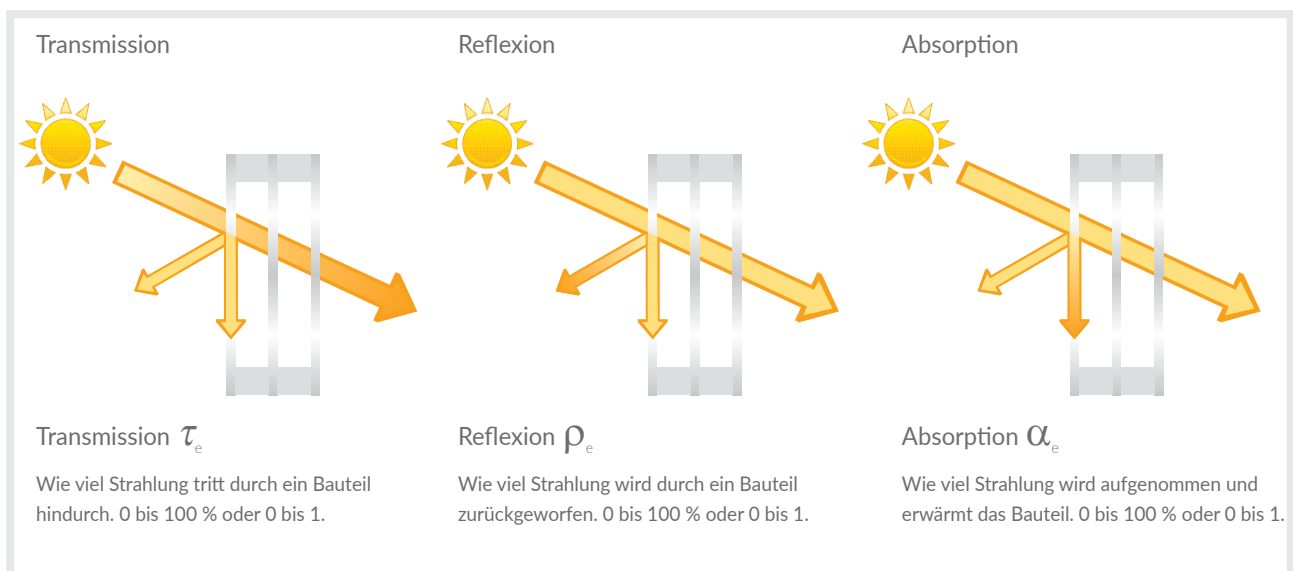 Transmission
Reflexion
Absorption
Transmission τe
Wie viel Strahlung tritt durch ein Bauteil
hindurch. 0 bis 100 % oder 0 bis 1.
Reflexion ρe
Wie viel Strahlung wird durch ein Bauteil
zurückgeworfen. 0 bis 100 % oder 0 bis 1.
Absorption αe
Wie viel Strahlung wird aufgenommen und
erwärmt das Bauteil. 0 bis 100 % oder 0 bis 1.